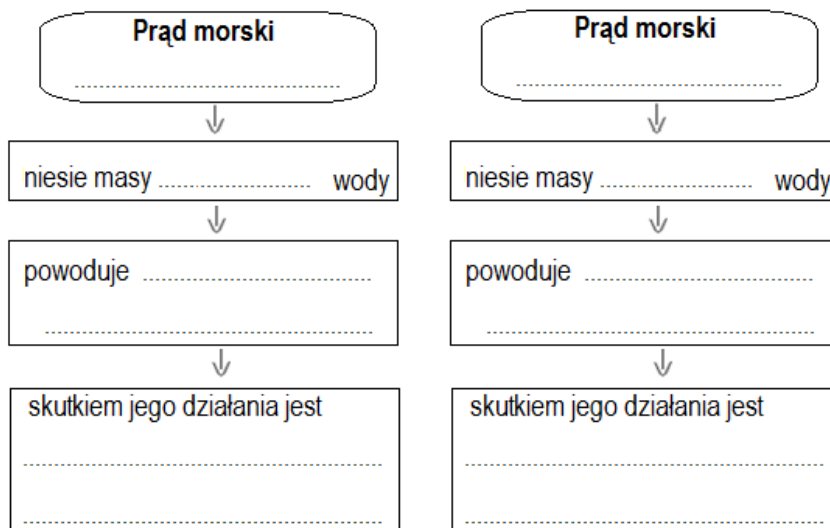 Prąd morski
niesie masy ........................ wody
powoduje ....................................
skutkiem jego działania jest
Prąd morski
niesie masy ........................ wody
powoduje ....................................
skutkiem jego działania jest